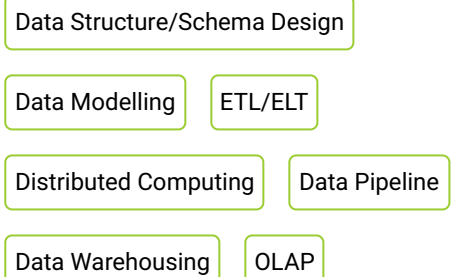 Data Structure/Schema Design
Data Modelling ETL/ELT
Distributed Computing Data Pipeline
Data Warehousing OLAP